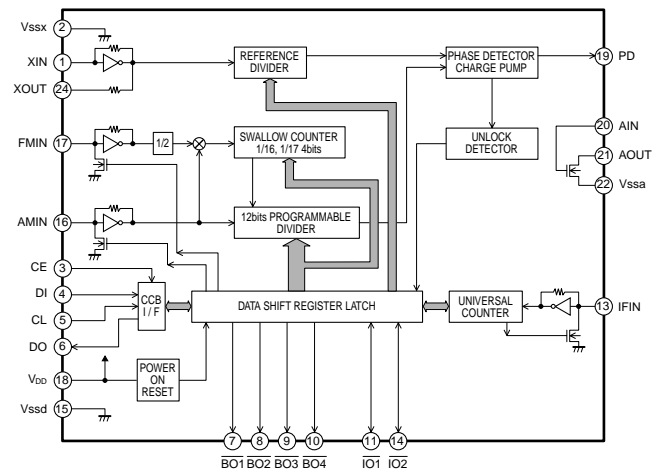 Vssx 2
XIN 1
XOUT 24
REFERENCE
DIVIDER
PHASE DETECTOR
CHARGE PUMP
19 PD
FMIN 17
1/2
SWALLOW COUNTER
1/16, 1/17 4bits
UNLOCK
DETECTOR
20 AIN
21 AOUT
22 Vssa
AMIN 16
12bits PROGRAMMABLE
DIVIDER
CE 3
DI 4
CL 5
DO 6
CCB
I / F
DATA SHIFT REGISTER LATCH
UNIVERSAL
COUNTER
13 IFIN
VDD 18
POWER
ON
RESET
Vssd 15
7 8 9 10 11 14
BO1 BO2 BO3 BO4 IO1 IO2